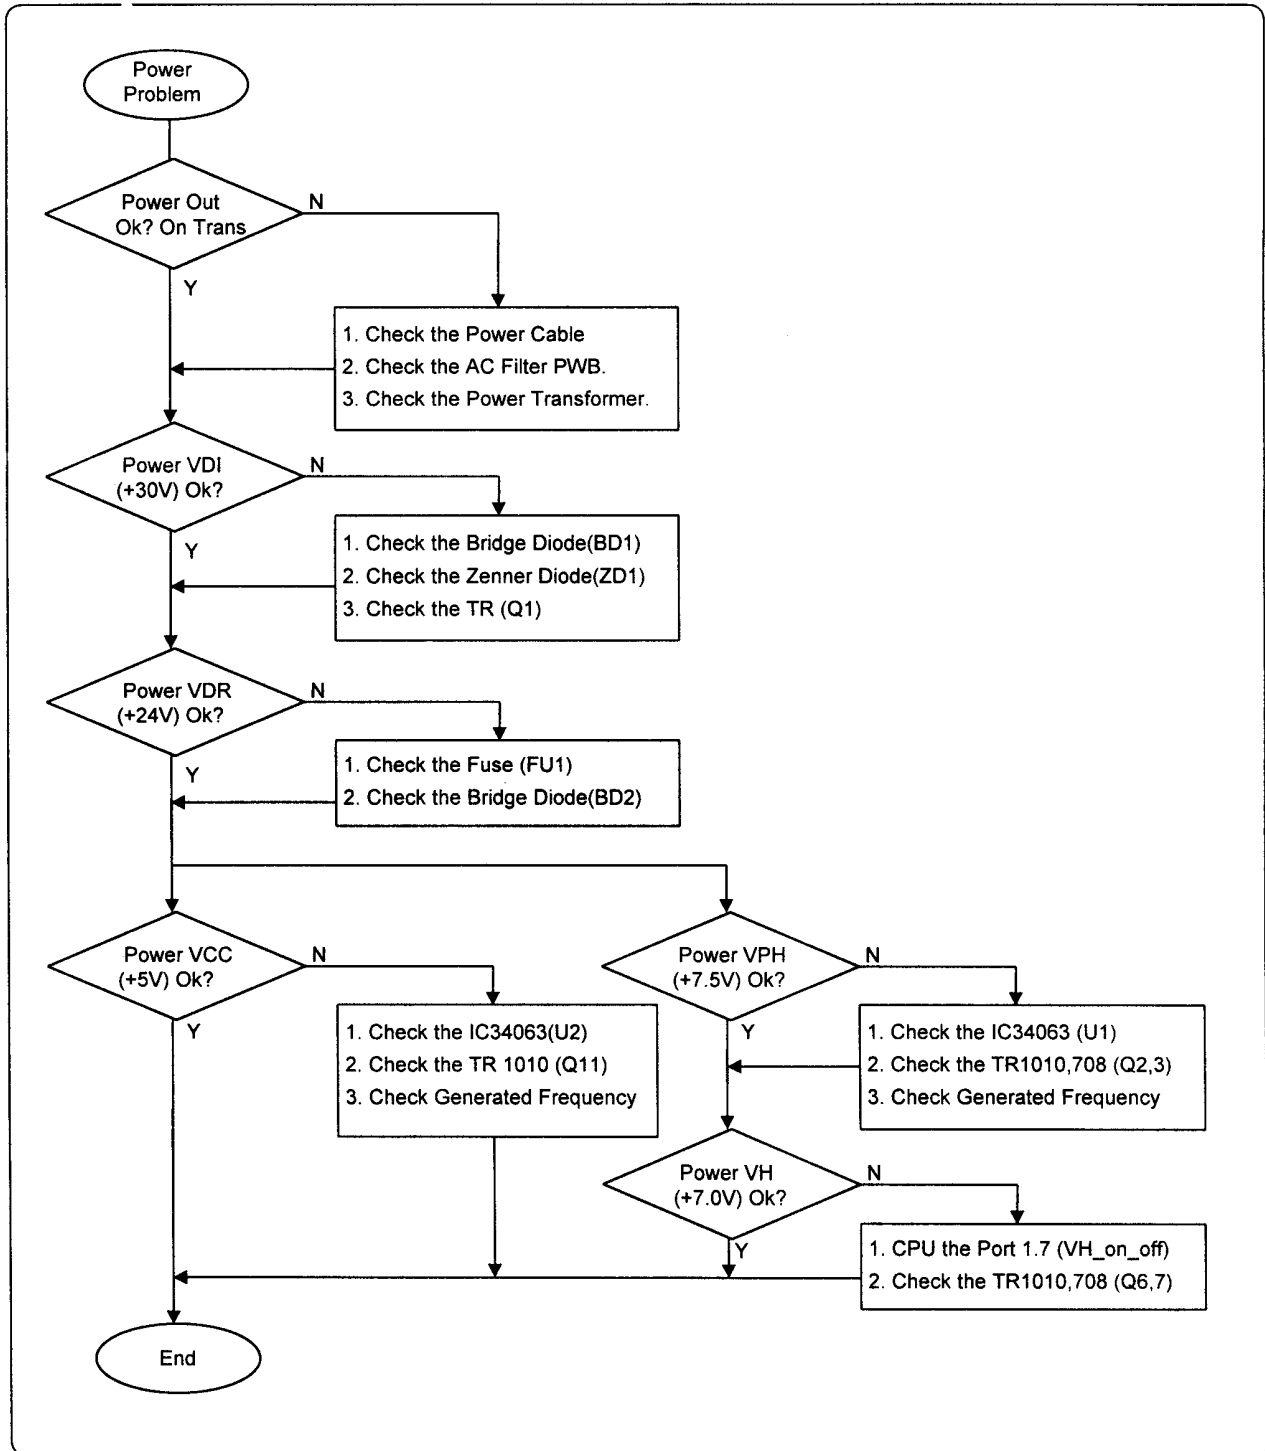 Power
Problem
Power Out
Ok? On Trans
N
Y
1. Check the Power Cable
2. Check the AC Filter PWB.
3. Check the Power Transformer.
Power VDI
(+30V) Ok?
N
Y
1. Check the Bridge Diode(BD1)
2. Check the Zenner Diode(ZD1)
3. Check the TR (Q1)
Power VDR
(+24V) Ok?
N
Y
1. Check the Fuse (FU1)
2. Check the Bridge Diode(BD2)
Power VCC
(+5V) Ok?
N
Y
1. Check the IC34063(U2)
2. Check the TR 1010 (Q11)
3. Check Generated Frequency
Power VPH
(+7.5V) Ok?
N
Y
1. Check the IC34063 (U1)
2. Check the TR1010,708 (Q2,3)
3. Check Generated Frequency
Power VH
(+7.0V) Ok?
N
Y
1. CPU the Port 1.7 (VH_on_off)
2. Check the TR1010,708 (Q6,7)
End